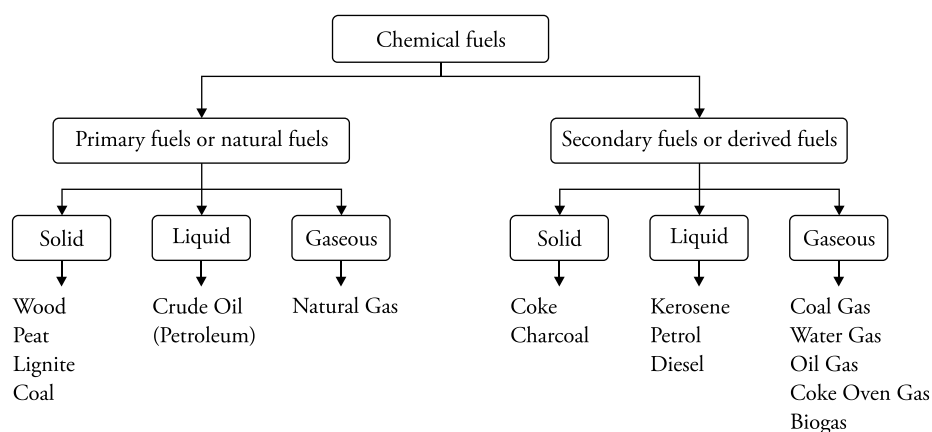 Chemical fuels
Primary fuels or natural fuels
Secondary fuels or derived fuels
Solid
Liquid
Gaseous
Solid
Liquid
Gaseous
Wood
Peat
Lignite
Coal
Crude Oil
(Petroleum)
Natural Gas
Coke
Charcoal
Kerosene
Petrol
Diesel
Coal Gas
Water Gas
Oil Gas
Coke Oven Gas
Biogas